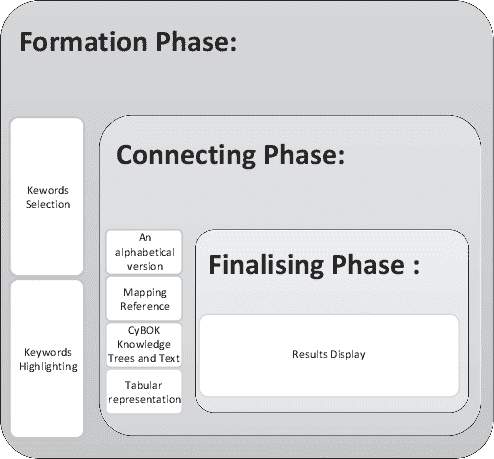 Formation Phase:
Kewords
Selection
Keywords
Highlighting
Connecting Phase:
An
alphabetical
version
Mapping
Reference
CyBOK
Knowledge
Trees and Text
Tabular
representation
Finalising Phase :
Results Display